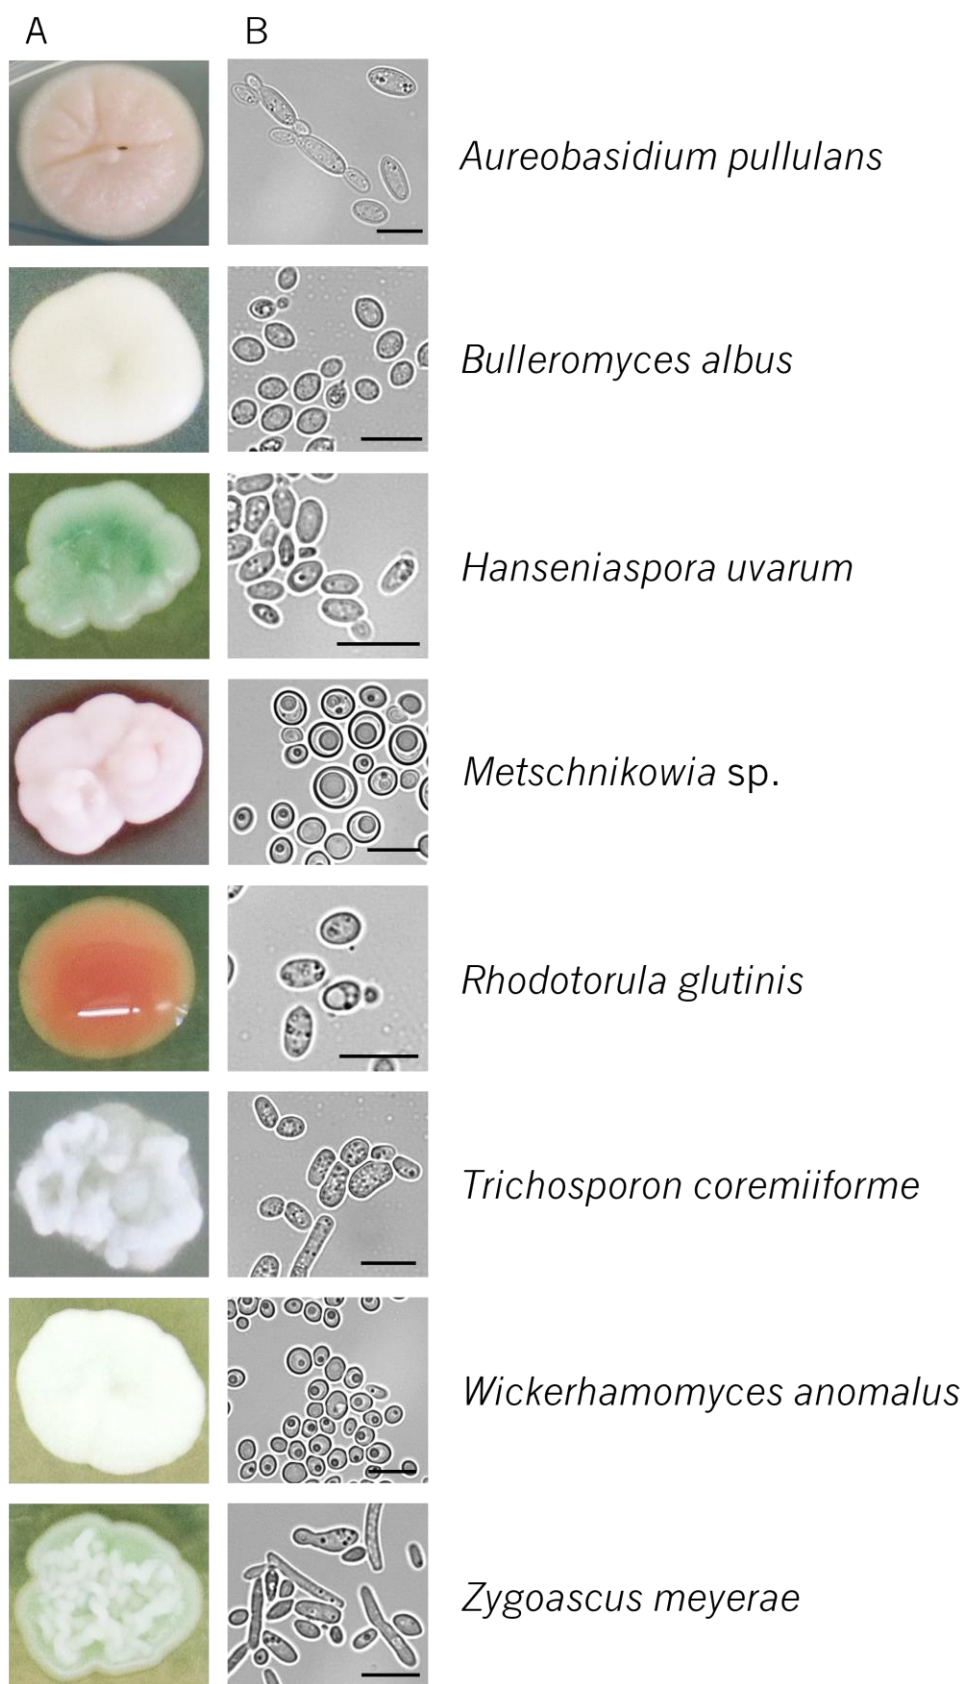 A B
Aureobasidium pullulans
Bulleromyces albus
Hanseniaspora uvarum
Metschnikowia sp.
Rhodotorula glutinis
Trichosporon coremiiforme
Wickerhamomyces anomalus
Zygoascus meyerae